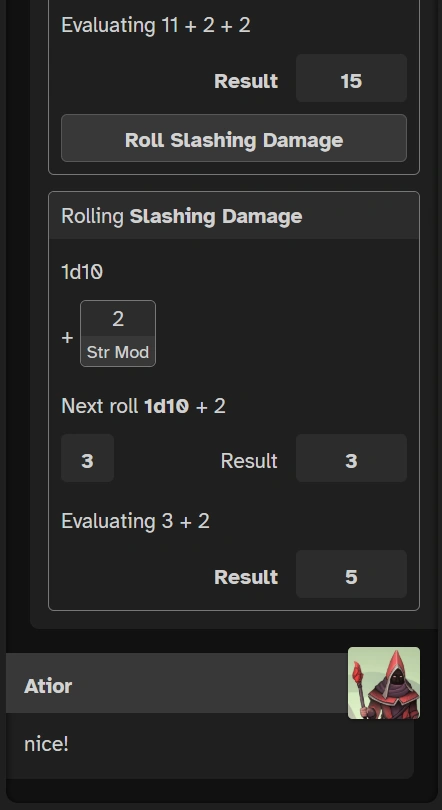 Evaluating 11 + 2 + 2
Result 15
Roll Slashing Damage
Rolling Slashing Damage
1d10
+ 2
Str Mod
Next roll 1d10 + 2
3 Result 3
Evaluating 3 + 2
Result 5
Atior
nice!